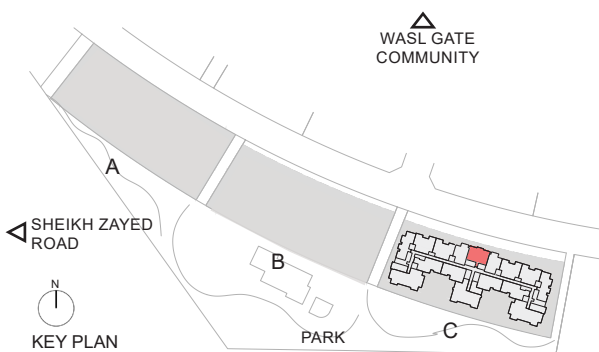 WASL GATE
COMMUNITY
A
SHEIKH ZAYED
ROAD
B
N
KEY PLAN
PARK
C